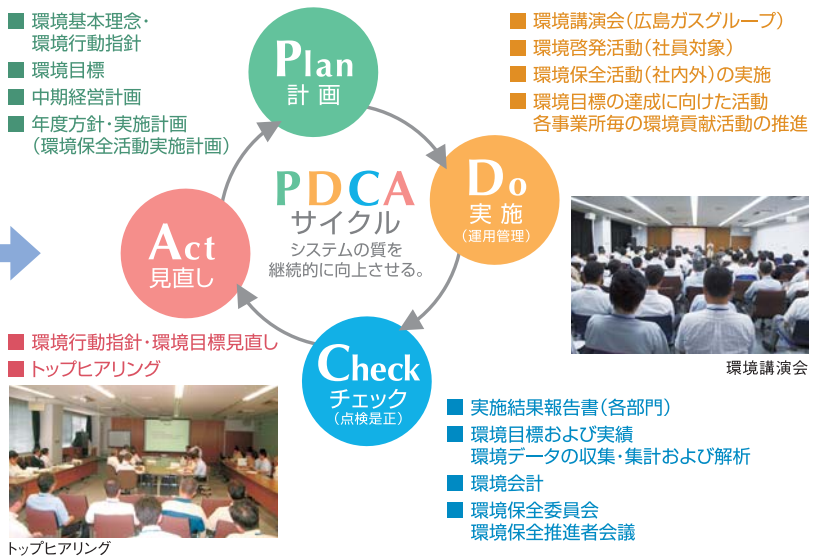 環境基本理念・
環境行動指針
環境目標
中期経営計画
年度方針・実施計画
（環境保全活動実施計画）
Plan
計画
環境講演会（広島ガスグループ）
環境啓発活動（社員対象）
環境保全活動（社内外）の実施
環境目標の達成に向けた活動
各事業所毎の環境貢献活動の推進
PDCA
サイクル
システムの質を
継続的に向上させる。
Do
実施
（運用管理）
Act
見直し
環境講演会
環境行動指針・環境目標見直し
トップヒアリング
Check
チェック
（点検是正）
実施結果報告書（各部門）
環境目標および実績
環境データの収集・集計および解析
環境会計
環境保全委員会
環境保全推進者会議
トップヒアリング